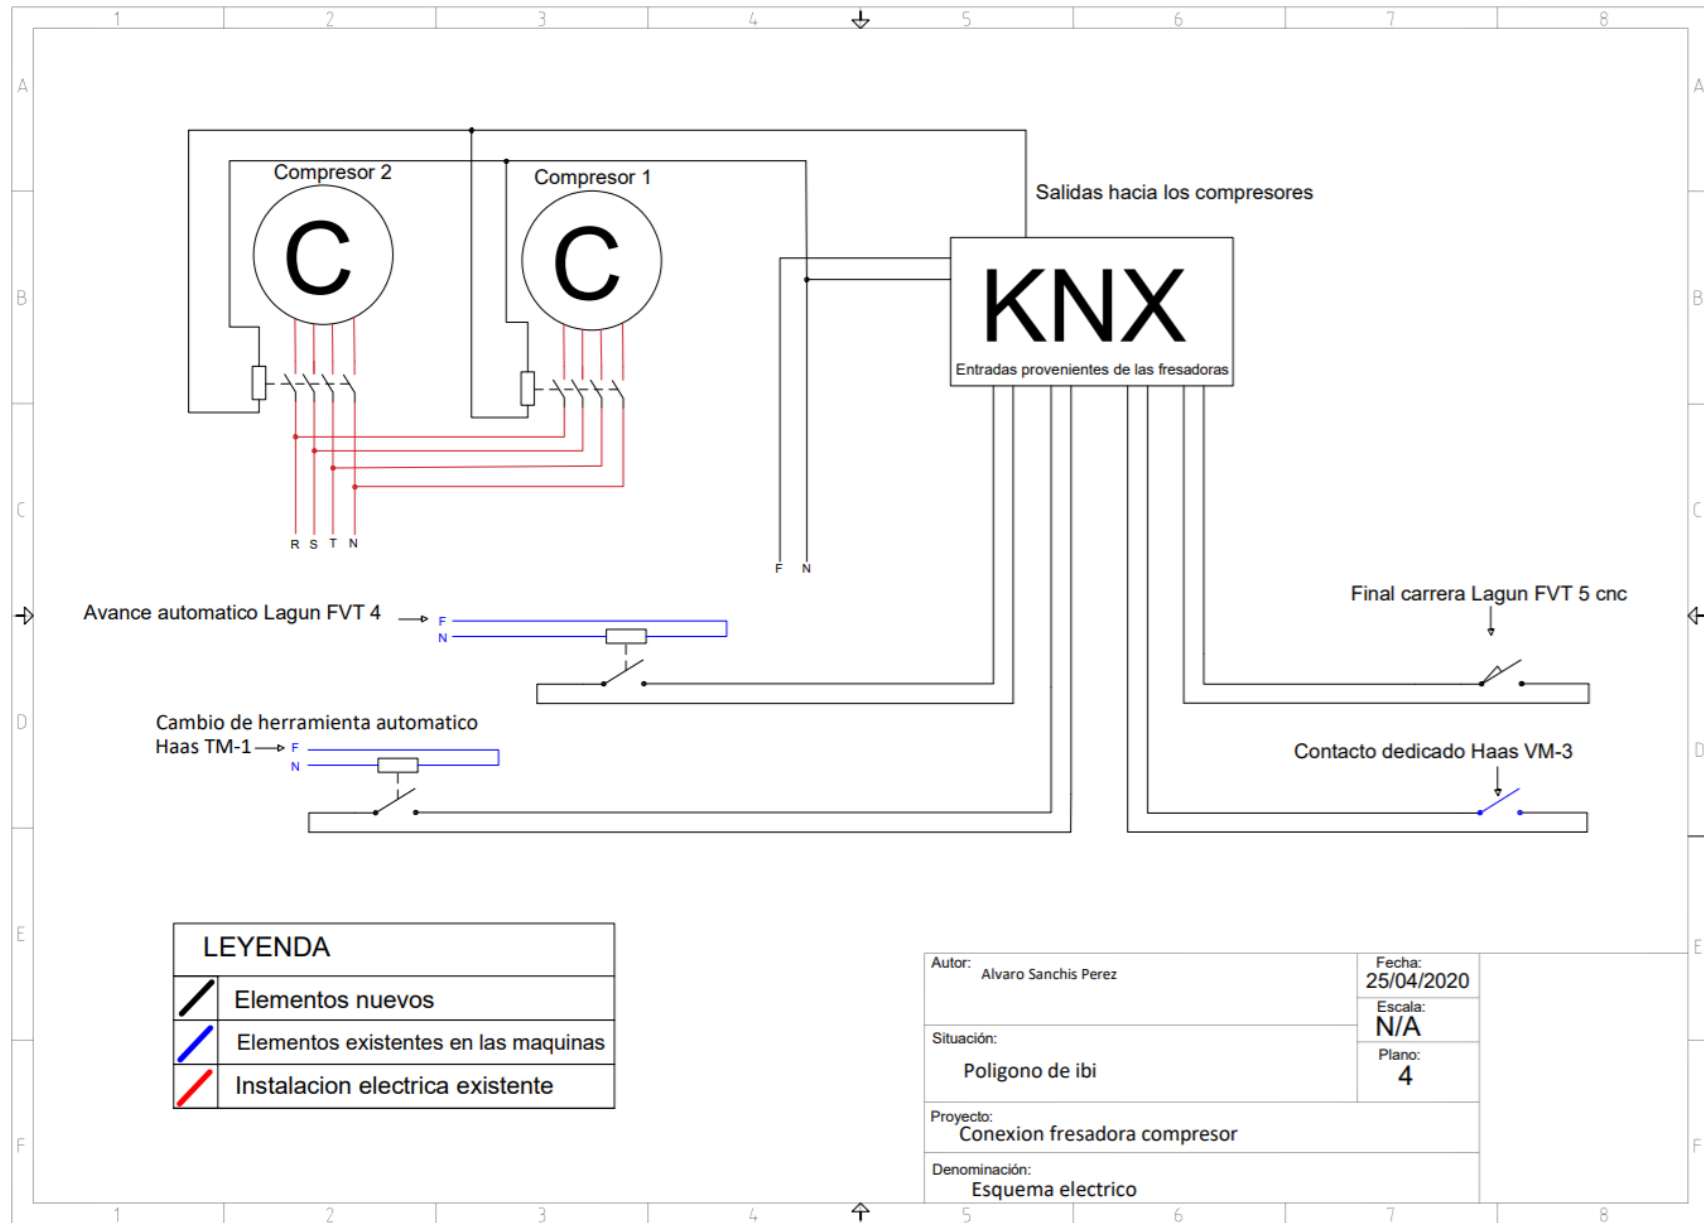 1 2 3 4 5 6 7 8
A A
Compresor 2
Compresor 1
Salidas hacia los compresores
C
C
KNX
Entradas provenientes de las fresadoras
B B
C C
R S T N
F N
Avance automatico Lagun FVT 4
F
N
Final carrera Lagun FVT 5 cnc
D D
Cambio de herramienta automatico
Haas TM-1
F
N
Contacto dedicado Haas VM-3
E E
LEYENDA
Elementos nuevos
Elementos existentes en las maquinas
Instalacion electrica existente
Autor: Alvaro Sanchis Perez
Fecha:
25/04/2020
Escala:
N/A
Situación:
Poligono de ibi
Plano:
4
Proyecto:
Conexion fresadora compresor
Denominación:
Esquema electrico
F F
1 2 3 4 5 6 7 8